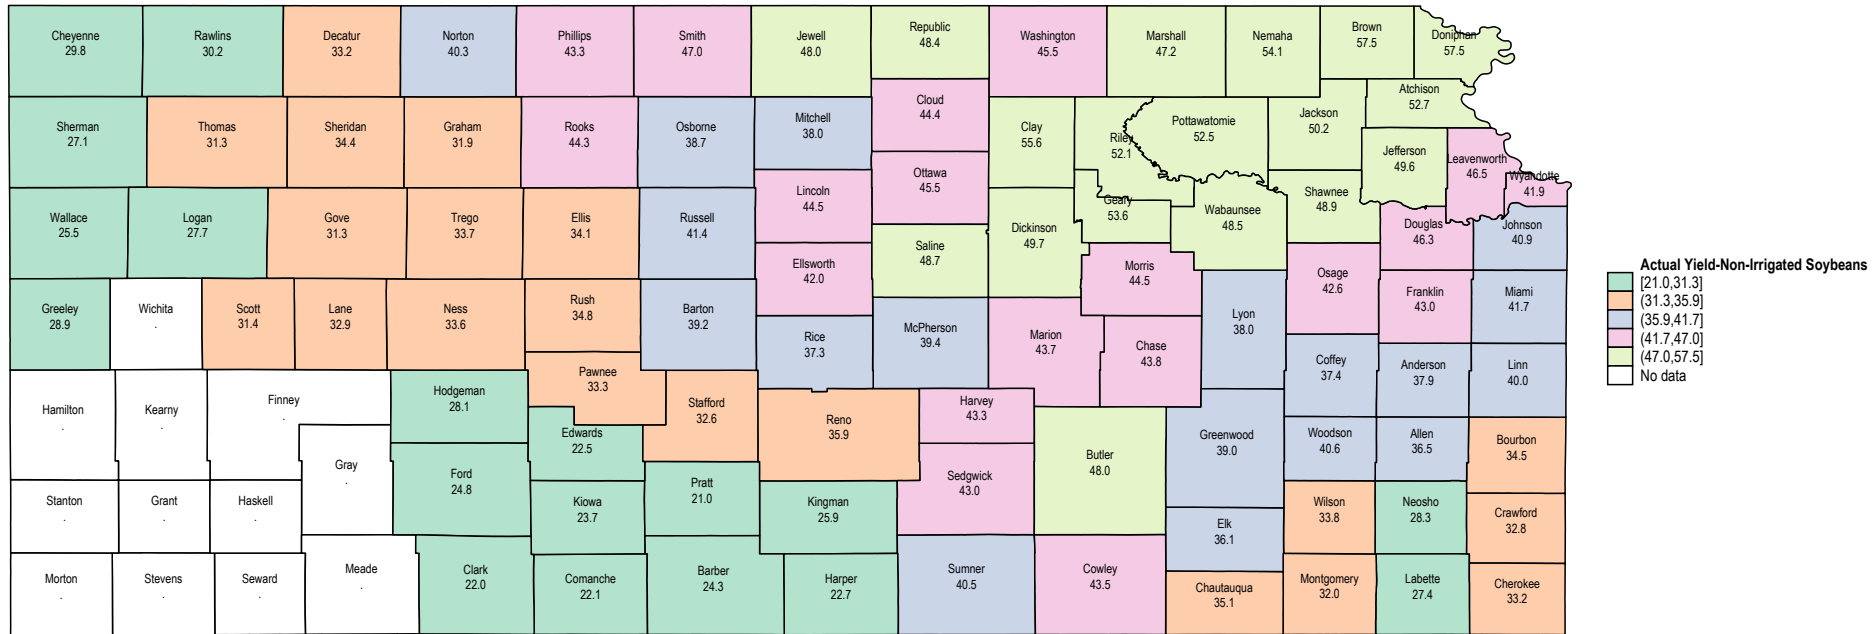 Cheyenne
29.8
Rawlins
30.2
Decatur
33.2
Norton
40.3
Phillips
43.3
Smith
47.0
Jewell
48.0
Republic
48.4
Washington
45.5
Marshall
47.2
Nemaha
54.1
Brown
57.5
Doniphan
57.5
Sherman
27.1
Thomas
31.3
Sheridan
34.4
Graham
31.9
Rooks
44.3
Osborne
38.7
Mitchell
38.0
Cloud
44.4
Clay
55.6
Riley
52.1
Pottawatomie
52.5
Jackson
50.2
Atchison
52.7
Jefferson
49.6
Leavenworth
46.5
Wyandotte
41.9
Wallace
25.5
Logan
27.7
Gove
31.3
Trego
33.7
Ellis
34.1
Russell
41.4
Lincoln
44.5
Ottawa
45.5
Saline
48.7
Dickinson
49.7
Geary
53.6
Wabaunsee
48.5
Shawnee
48.9
Douglas
46.3
Johnson
40.9
Greeley
28.9
Wichita
.
Scott
31.4
Lane
32.9
Ness
33.6
Rush
34.8
Barton
39.2
Ellsworth
42.0
Rice
37.3
McPherson
39.4
Marion
43.7
Morris
44.5
Chase
43.8
Lyon
38.0
Osage
42.6
Franklin
43.0
Miami
41.7
Coffey
37.4
Anderson
37.9
Linn
40.0
Hamilton
.
Kearny
.
Finney
.
Gray
.
Hodgeman
28.1
Pawnee
33.3
Edwards
22.5
Stafford
32.6
Reno
35.9
Harvey
43.3
Sedgwick
43.0
Butler
48.0
Greenwood
39.0
Woodson
40.6
Allen
36.5
Bourbon
34.5
Stanton
.
Grant
.
Haskell
.
Ford
24.8
Kiowa
23.7
Pratt
21.0
Kingman
25.9
Elk
36.1
Wilson
33.8
Neosho
28.3
Crawford
32.8
Morton
.
Stevens
.
Seward
.
Meade
.
Clark
22.0
Comanche
22.1
Barber
24.3
Harper
22.7
Sumner
40.5
Cowley
43.5
Chautauqua
35.1
Montgomery
32.0
Labette
27.4
Cherokee
33.2
Actual Yield-Non-Irrigated Soybeans
[21.0,31.3]
(31.3,35.9]
(35.9,41.7]
(41.7,47.0]
(47.0,57.5]
No data